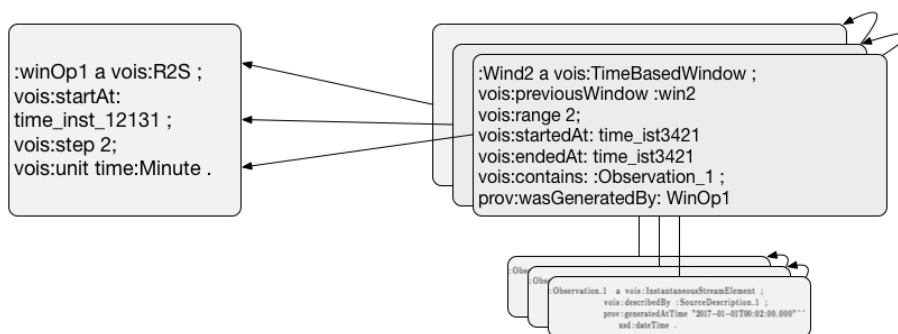 :winOp1 a vois:R2S ;
vois:startAt:
time_inst_12131 ;
vois:step 2;
vois:unit time:Minute .
:Wind2 a vois:TimeBasedWindow ;
vois:previousWindow :win2
vois:range 2;
vois:startedAt: time_ist3421
vois:endedAt: time_ist3421
vois:contains: :Observation_1 ;
prov:wasGeneratedBy: WinOp1
:Obse
:Obse
:Observation_1 a vois:InstantaneousStreamElement ;
vois:describedBy :SourceDescription_1 ;
prov:generatedAtTime "2017-01-01T00:02:00.000"^^
xsd:dateTime .